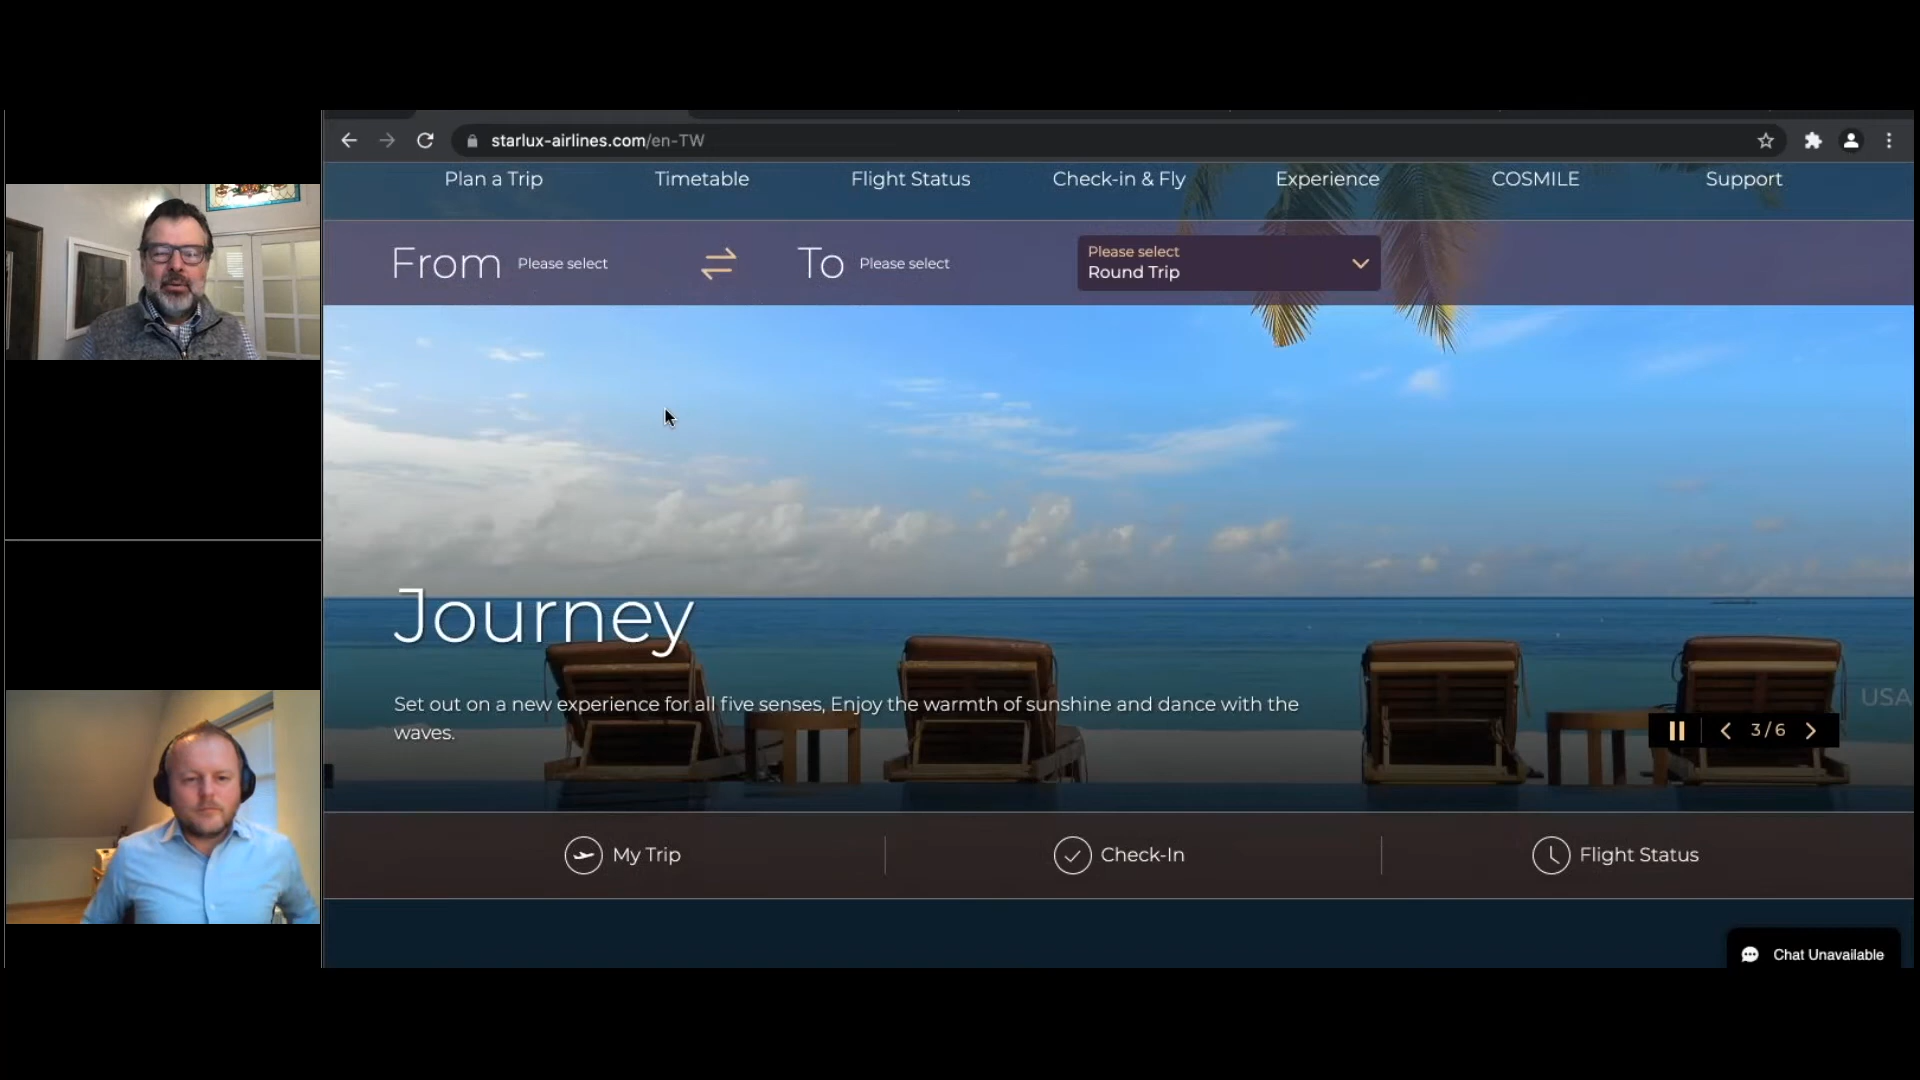 starlux-airlines.com/en-TW
Plan a Trip
Timetable
Flight Status
Check-in & Fly
Experience
COSMILE
Support
From
Please select
To
Please select
Please select
Round Trip
Journey
Set out on a new experience for all five senses, Enjoy the warmth of sunshine and dance with the
waves.
USA
3/6
My Trip
Check-In
Flight Status
Chat Unavailable